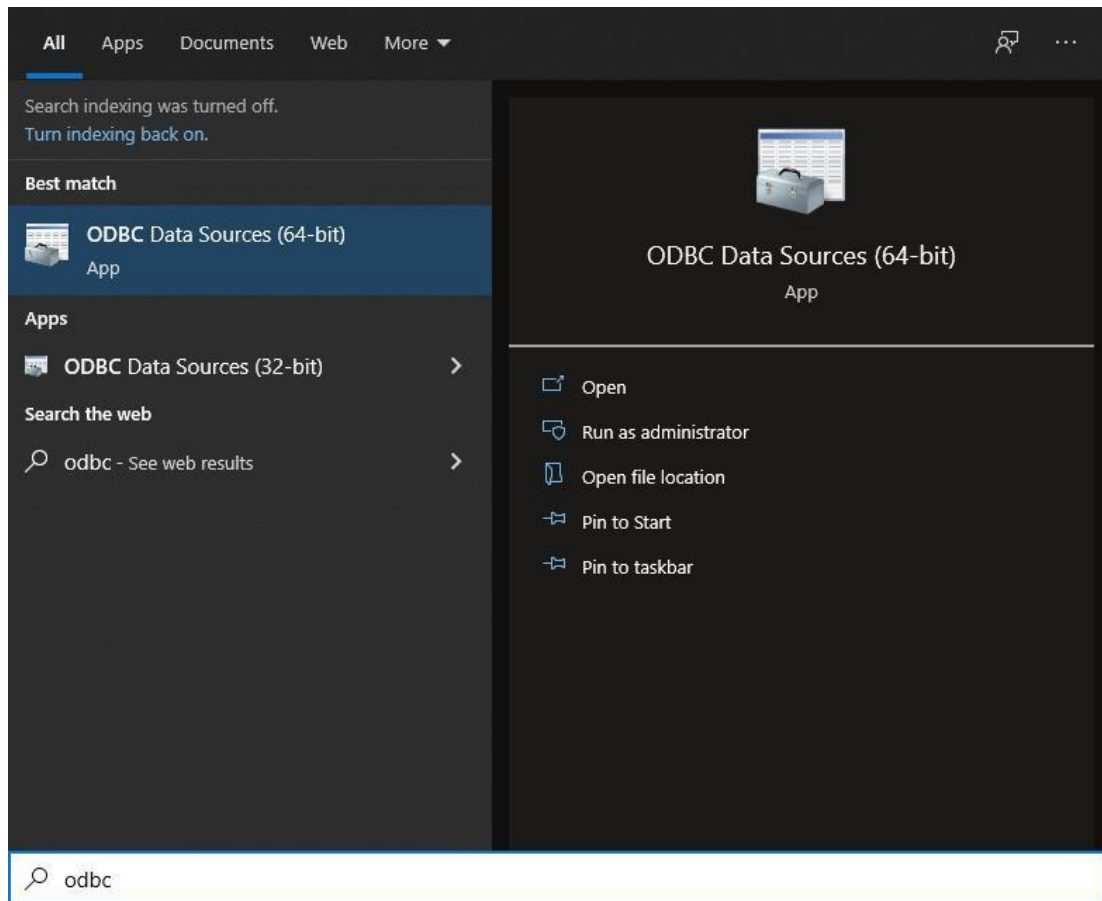 All Apps Documents Web More
Search indexing was turned off.
Turn indexing back on.
Best match
ODBC Data Sources (64-bit)
App
Apps
ODBC Data Sources (32-bit)
Search the web
odbc - See web results
ODBC Data Sources (64-bit)
App
Open
Run as administrator
Open file location
Pin to Start
Pin to taskbar
odbc